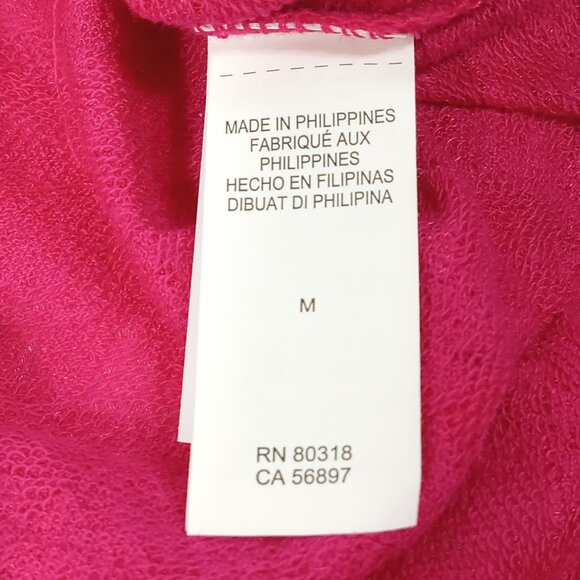 MADE IN PHILIPPINES
FABRIQUÉ AUX
PHILIPPINES
HECHO EN FILIPINAS
DIBUAT DI PHILIPINA
M
RN 80318
CA 56897